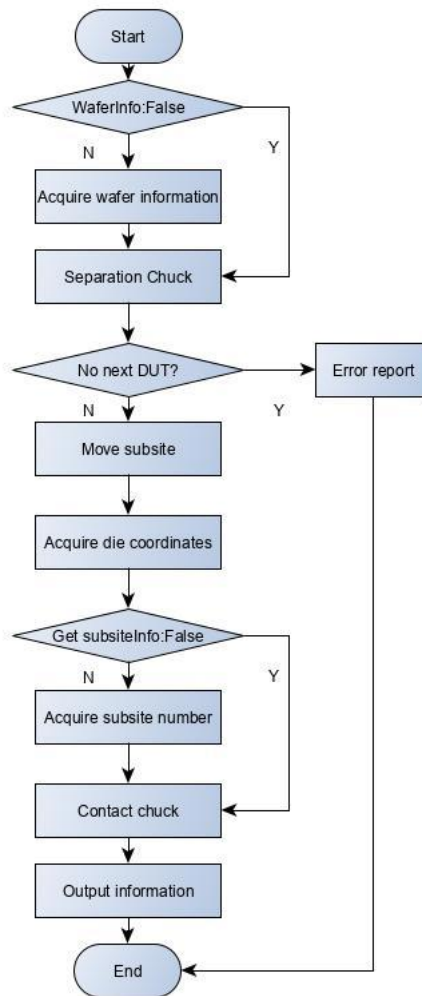 Start
WaferInfo:False
N
Y
Acquire wafer information
Separation Chuck
No next DUT?
Error report
N
Y
Move subsite
Acquire die coordinates
Get subsiteInfo:False
N
Y
Acquire subsite number
Contact chuck
Output information
End